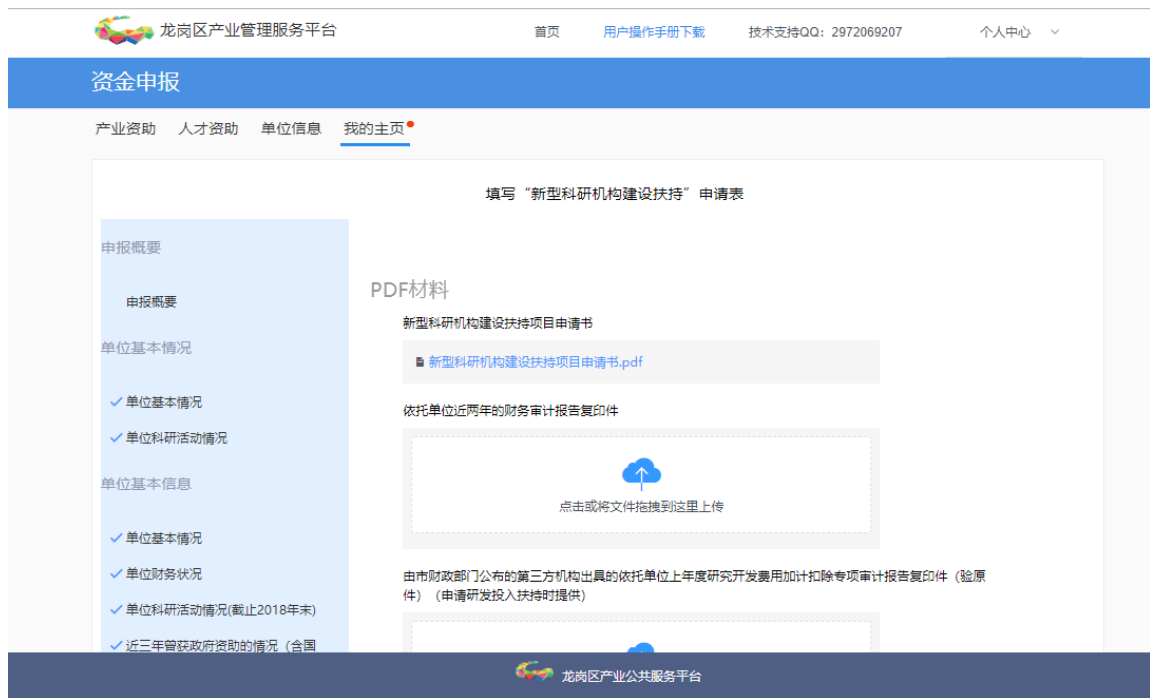 龙岗区产业管理服务平台
首页 用户操作手册下载 技术支持QQ：2972069207 个人中心
资金申报
产业资助 人才资助 单位信息 我的主页
填写“新型科研机构建设扶持”申请表
申报概要
申报概要
单位基本情况
单位基本情况
单位科研活动情况
单位基本信息
单位基本情况
单位财务状况
单位科研活动情况(截止2018年末)
近三年曾获政府资助的情况（含国
PDF材料
新型科研机构建设扶持项目申请书
新型科研机构建设扶持项目申请书.pdf
依托单位近两年的财务审计报告复印件
点击或将文件拖拽到这里上传
由市财政部门公布的第三方机构出具的依托单位上年度研究开发费用加计扣除专项审计报告复印件（验原
件）（申请研发投入扶持时提供）
龙岗区产业公共服务平台